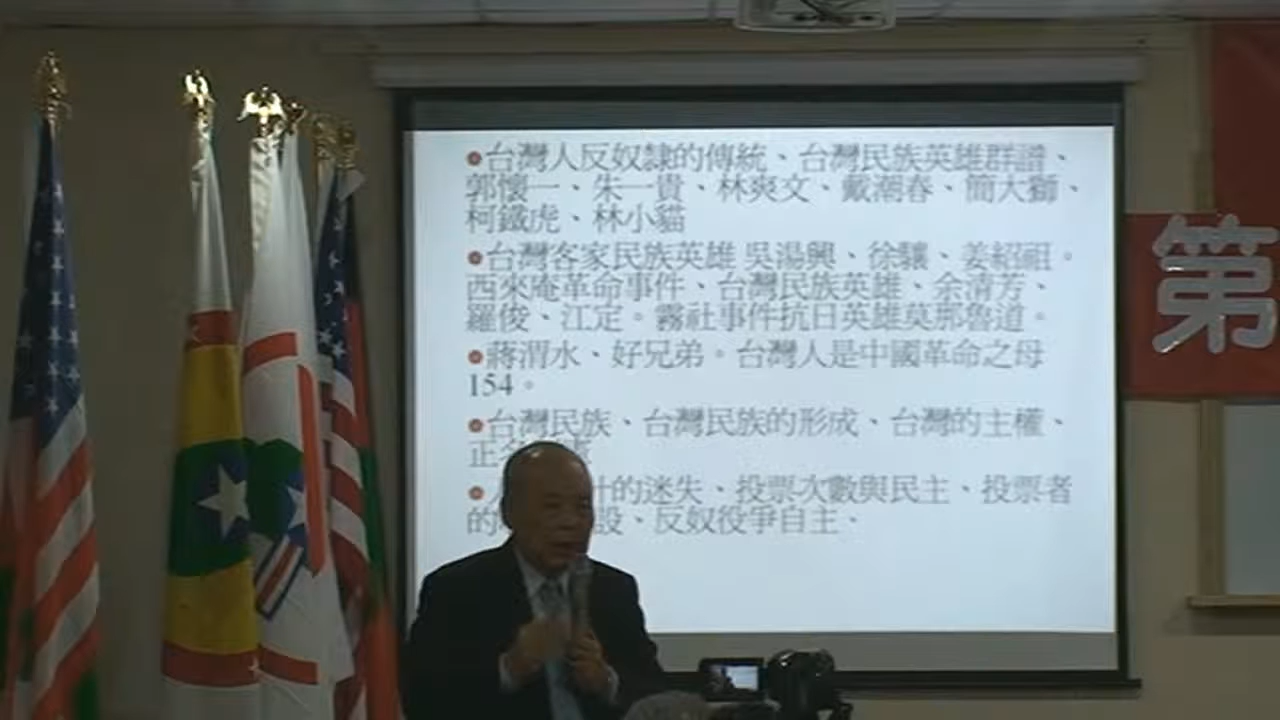 台灣人反奴隸的傳統、台灣民族英雄群譜、
郭懷一、朱一貴、林爽文、戴潮春、簡大獅、
柯鐵虎、林小貓
台灣客家民族英雄 吳湯興、徐驤、姜紹祖。
西來庵革命事件、台灣民族英雄、余清芳、
羅俊、江定。霧社事件抗日英雄莫那魯道。
蔣渭水、好兄弟。台灣人是中國革命之母
154。
台灣民族、台灣民族的形成、台灣的主權、
正
的迷失、投票次數與民主、投票者
的 設、反奴役爭自主、
第